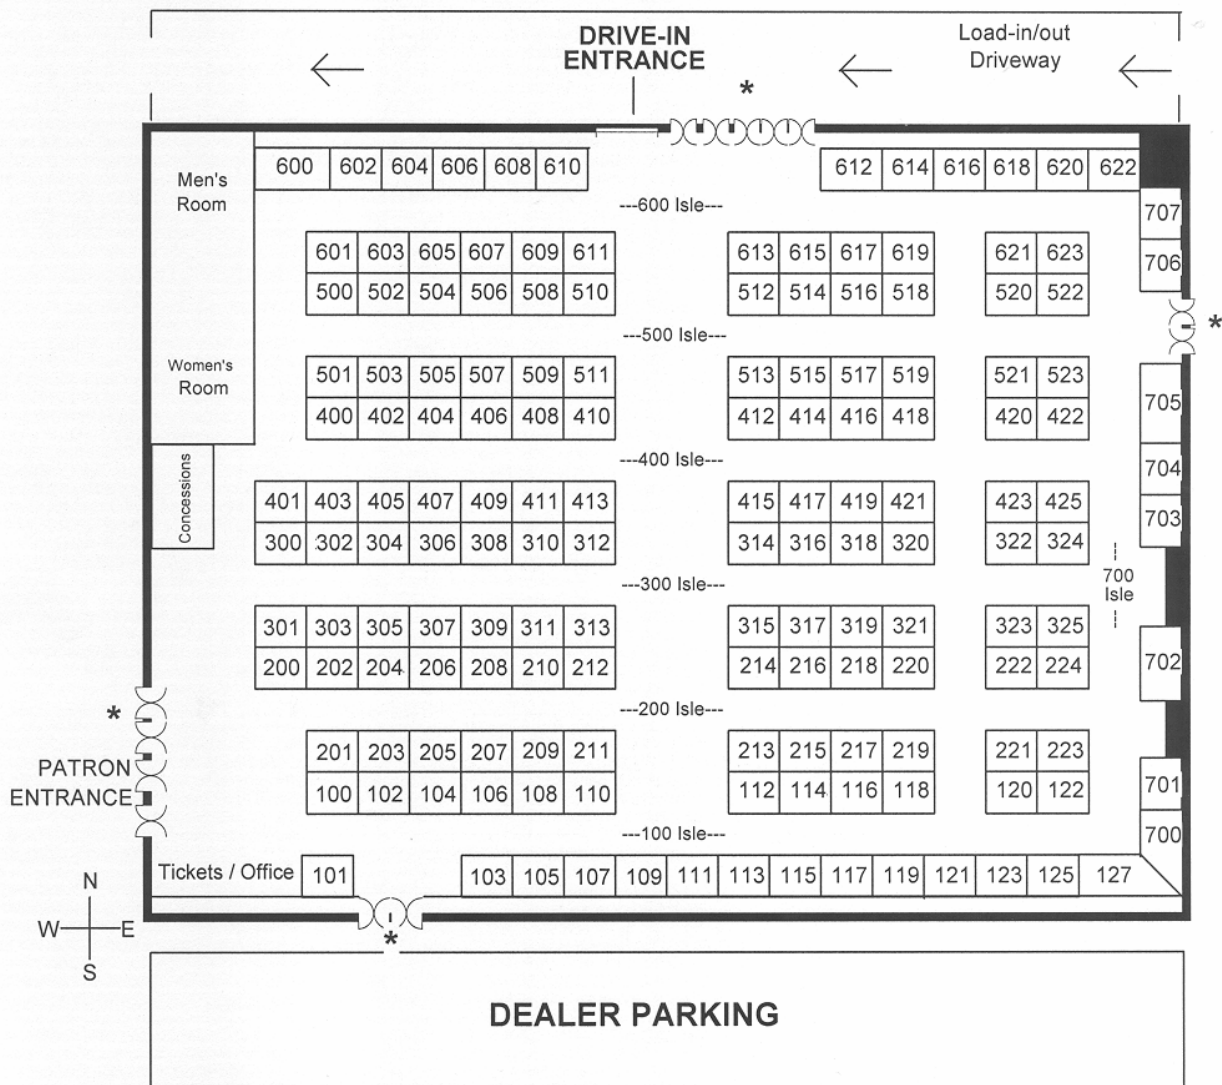 DRIVE-IN
ENTRANCE
Load-in/out
Driveway
*
600 602 604 606 608 610
612 614 616 618 620 622
Men's
Room
707
---600 Isle---
601 603 605 607 609 611
613 615 617 619
621 623
706
500 502 504 506 508 510
512 514 516 518
520 522
*
---500 Isle---
Women's
Room
501 503 505 507 509 511
513 515 517 519
521 523
705
400 402 404 406 408 410
412 414 416 418
420 422
---400 Isle---
704
Concessions
401 403 405 407 409 411 413
415 417 419 421
423 425
703
300 302 304 306 308 310 312
314 316 318 320
322 324
---300 Isle---
---700
Isle---
301 303 305 307 309 311 313
315 317 319 321
323 325
702
200 202 204 206 208 210 212
214 216 218 220
222 224
---200 Isle---
*
PATRON
ENTRANCE
201 203 205 207 209 211
213 215 217 219
221 223
701
100 102 104 106 108 110
112 114 116 118
120 122
---100 Isle---
700
Tickets / Office
101
103 105 107 109 111 113 115 117 119 121 123 125 127
N
W E
S
*
DEALER PARKING